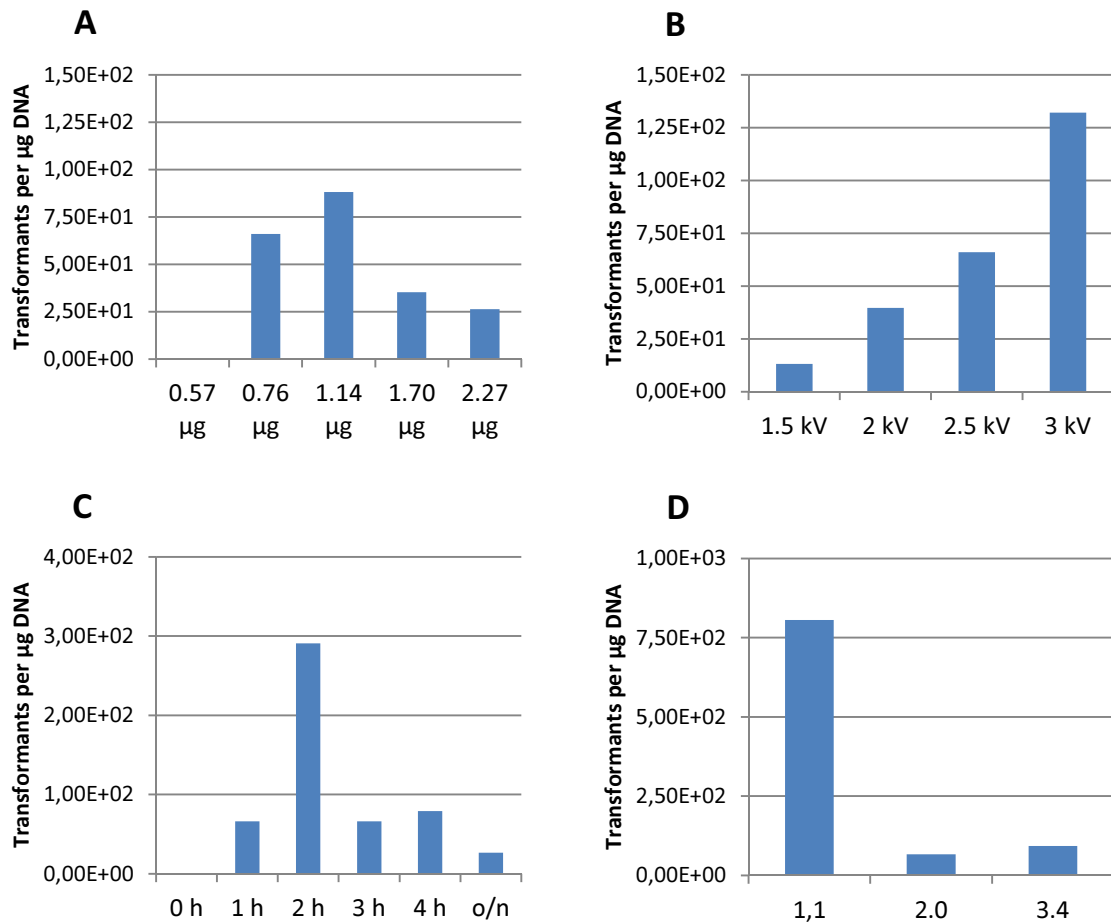 A
Transformants per µg DNA
1,50E+02
1,25E+02
1,00E+02
7,50E+01
5,00E+01
2,50E+01
0,00E+00
0.57 0.76 1.14 1.70 2.27
µg µg µg µg µg
B
Transformants per µg DNA
1,50E+02
1,25E+02
1,00E+02
7,50E+01
5,00E+01
2,50E+01
0,00E+00
1.5 kV 2 kV 2.5 kV 3 kV
C
Transformants per µg DNA
4,00E+02
3,00E+02
2,00E+02
1,00E+02
0,00E+00
0 h 1 h 2 h 3 h 4 h o/n
D
Transformants per µg DNA
1,00E+03
7,50E+02
5,00E+02
2,50E+02
0,00E+00
1,1 2.0 3.4